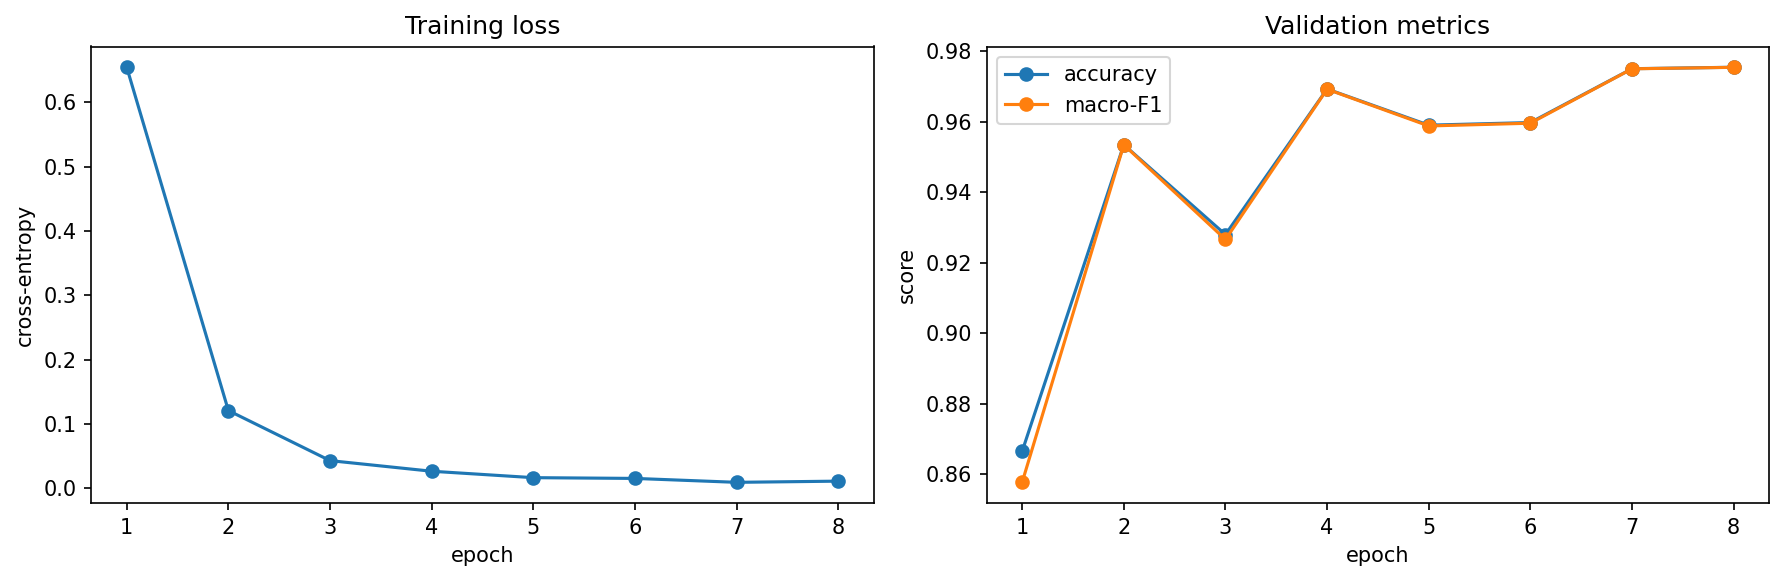 Training loss
cross-entropy
0.6
0.5
0.4
0.3
0.2
0.1
0.0
1 2 3 4 5 6 7 8
epoch
Validation metrics
accuracy
macro-F1
score
0.98
0.96
0.94
0.92
0.90
0.88
0.86
1 2 3 4 5 6 7 8
epoch